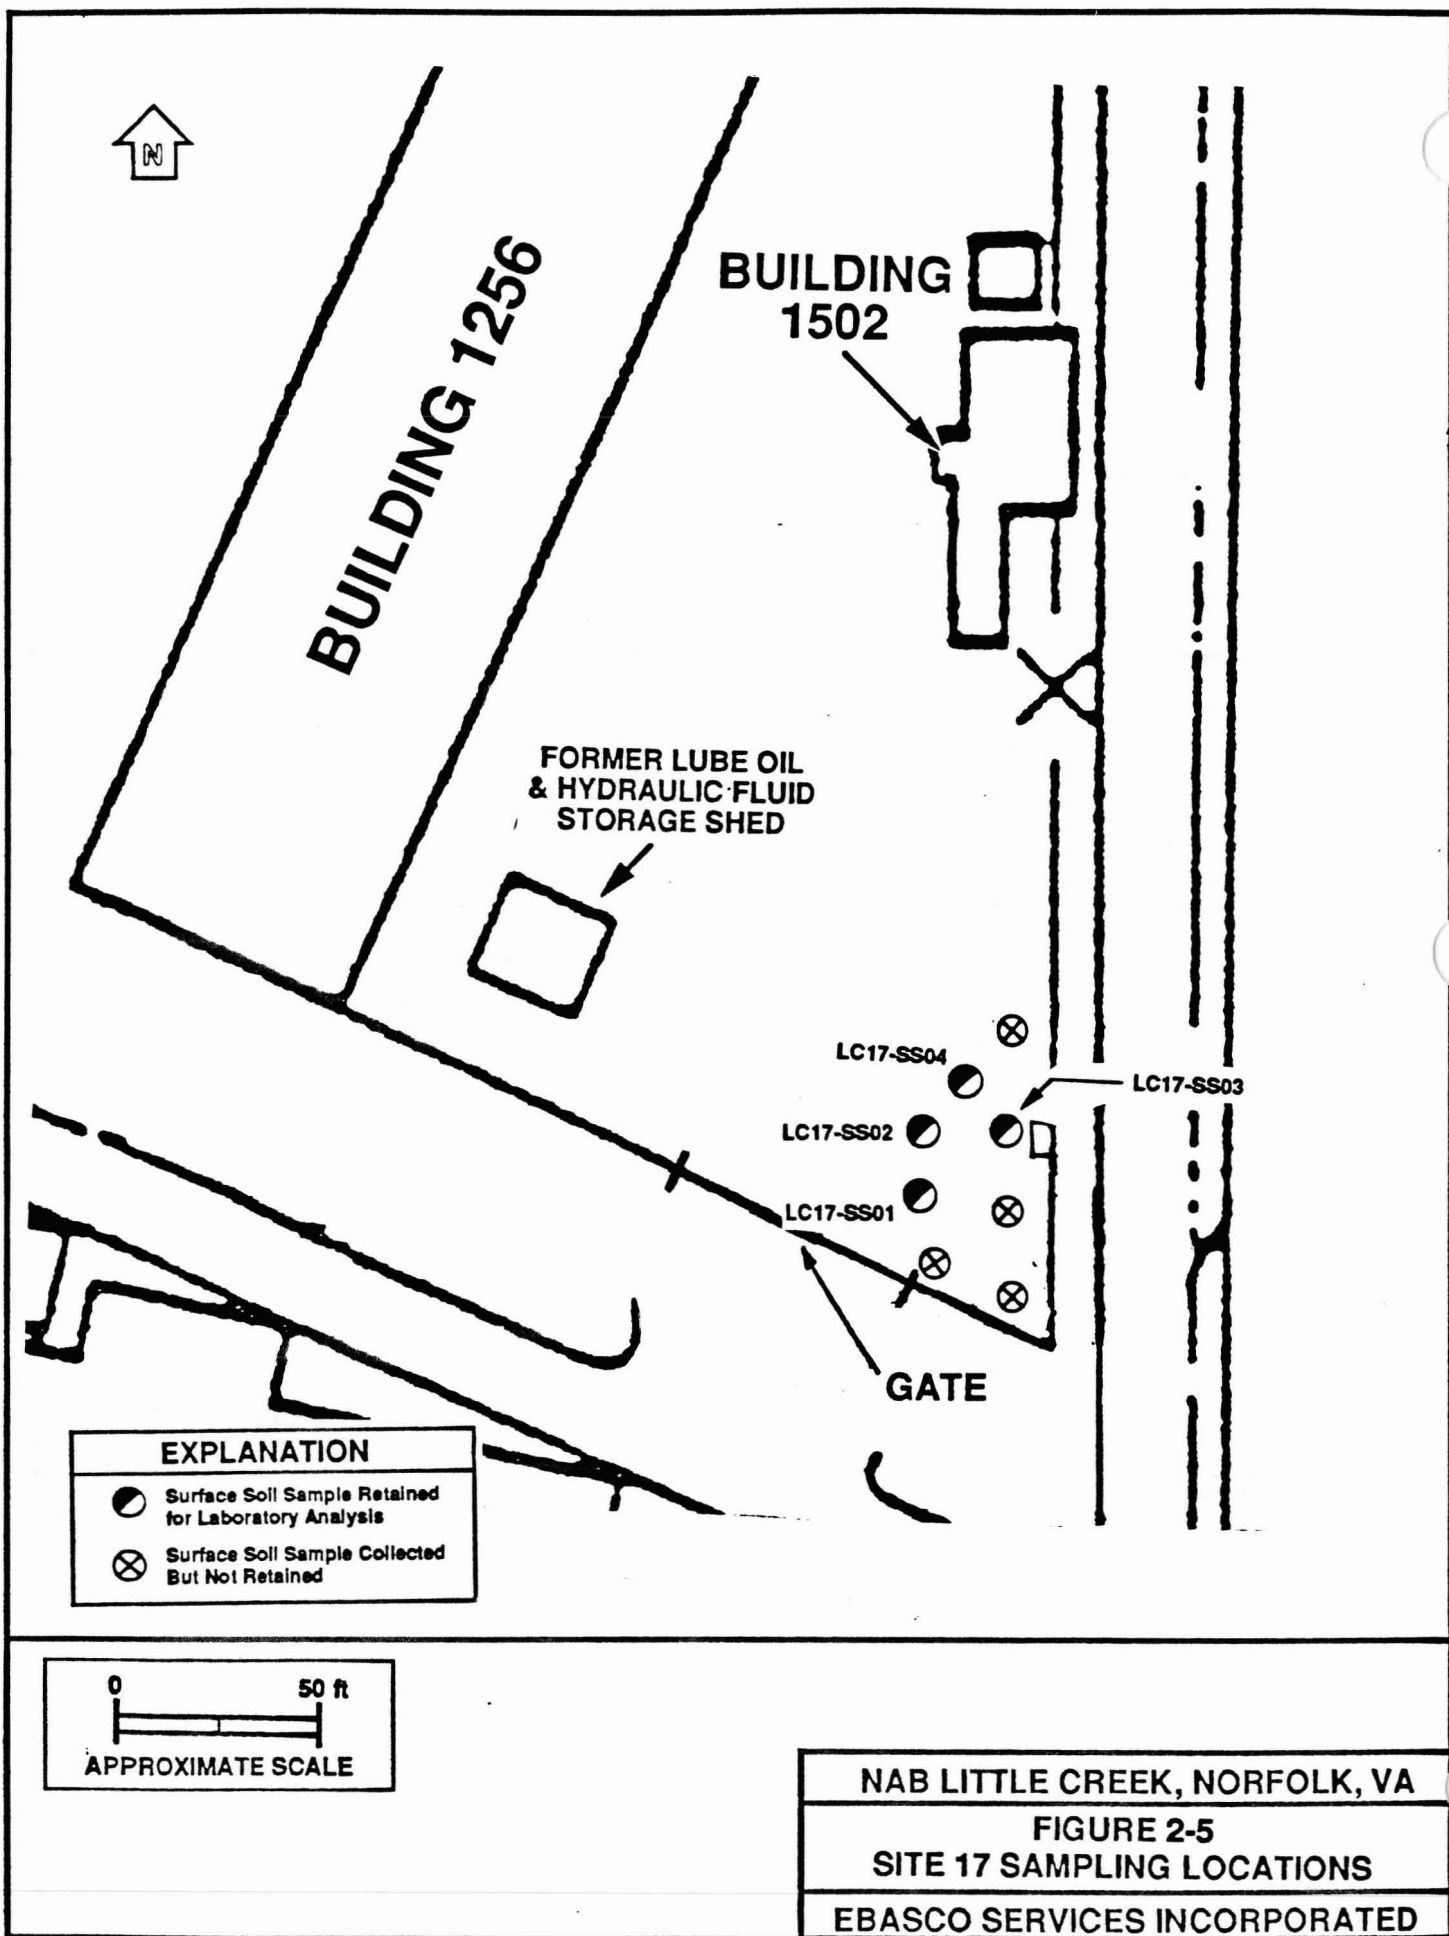 N
BUILDING 1256
BUILDING
1502
FORMER LUBE OIL
& HYDRAULIC FLUID
STORAGE SHED
LC17-SS04
LC17-SS03
LC17-SS02
LC17-SS01
GATE
EXPLANATION
Surface Soil Sample Retained
for Laboratory Analysis
Surface Soil Sample Collected
But Not Retained
0 50 ft
APPROXIMATE SCALE
NAB LITTLE CREEK, NORFOLK, VA
FIGURE 2-5
SITE 17 SAMPLING LOCATIONS
EBASCO SERVICES INCORPORATED